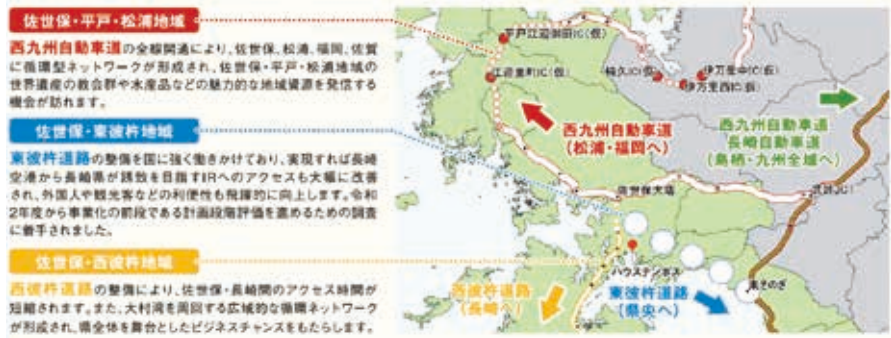 佐世保・平戸・松浦地域
西九州自動車道の全線開通により、佐世保、松浦、福岡、佐賀
に循環型ネットワークが形成され、佐世保・平戸・松浦地域の
世界遺産の教会群や水産品などの魅力的な地域資源を発信する
機会が訪れます。
佐世保・東彼杵地域
東彼杵道路の整備を国に強く働きかけており、実現すれば長崎
空港から長崎県が誘致を目指すIRへのアクセスも大幅に改善
され、外国人や観光客などの利便性も飛躍的に向上します。令和
2年度から事業化の前段である計画段階評価を進めるための調査
に着手されました。
佐世保・西彼杵地域
西彼杵道路の整備により、佐世保・長崎間のアクセス時間が
短縮されます。また、大村湾を周回する広域的な循環ネットワーク
が形成され、県全体を舞台としたビジネスチャンスをもたらします。
平戸江迎御田IC(仮)
江迎鹿町IC(仮)
楠久IC(仮)
伊万里中IC(仮)
伊万里西IC(仮)
西九州自動車道
(松浦・福岡へ)
西九州自動車道
長崎自動車道
(鳥栖・九州全域へ)
佐世保大塔
武雄JCT
ハウステンボス
東そのぎ
西彼杵道路
(長崎へ)
東彼杵道路
(県央へ)